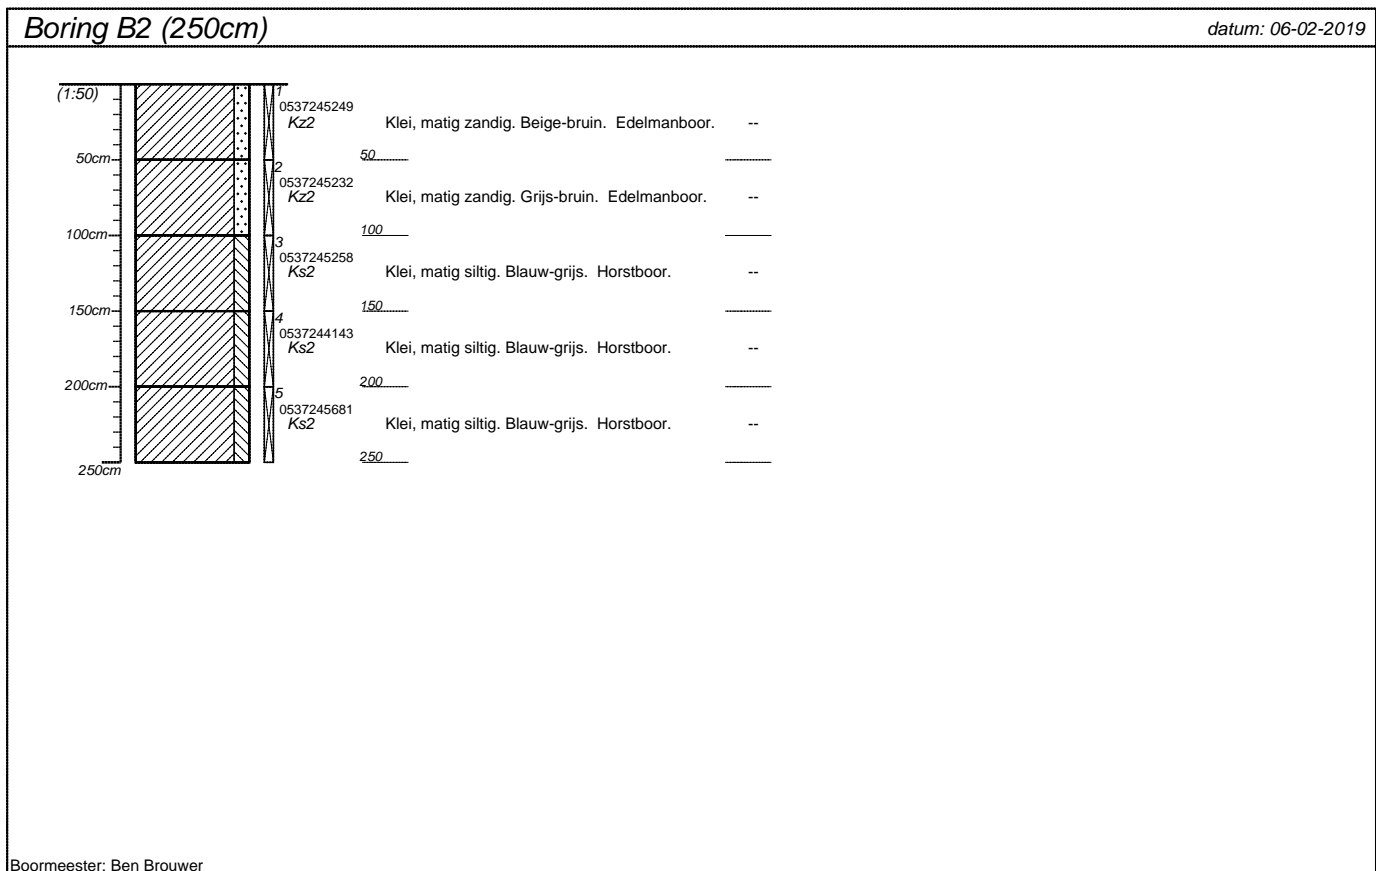 Boring B2 (250cm)
datum: 06-02-2019
(1:50)
1
0537245249
Kz2 Klei, matig zandig. Beige-bruin. Edelmanboor. --
50cm 50
2
0537245232
Kz2 Klei, matig zandig. Grijs-bruin. Edelmanboor. --
100cm 100
3
0537245258
Ks2 Klei, matig siltig. Blauw-grijs. Horstboor. --
150cm 150
4
0537244143
Ks2 Klei, matig siltig. Blauw-grijs. Horstboor. --
200cm 200
5
0537245681
Ks2 Klei, matig siltig. Blauw-grijs. Horstboor. --
250cm 250
Boormeester: Ben Brouwer